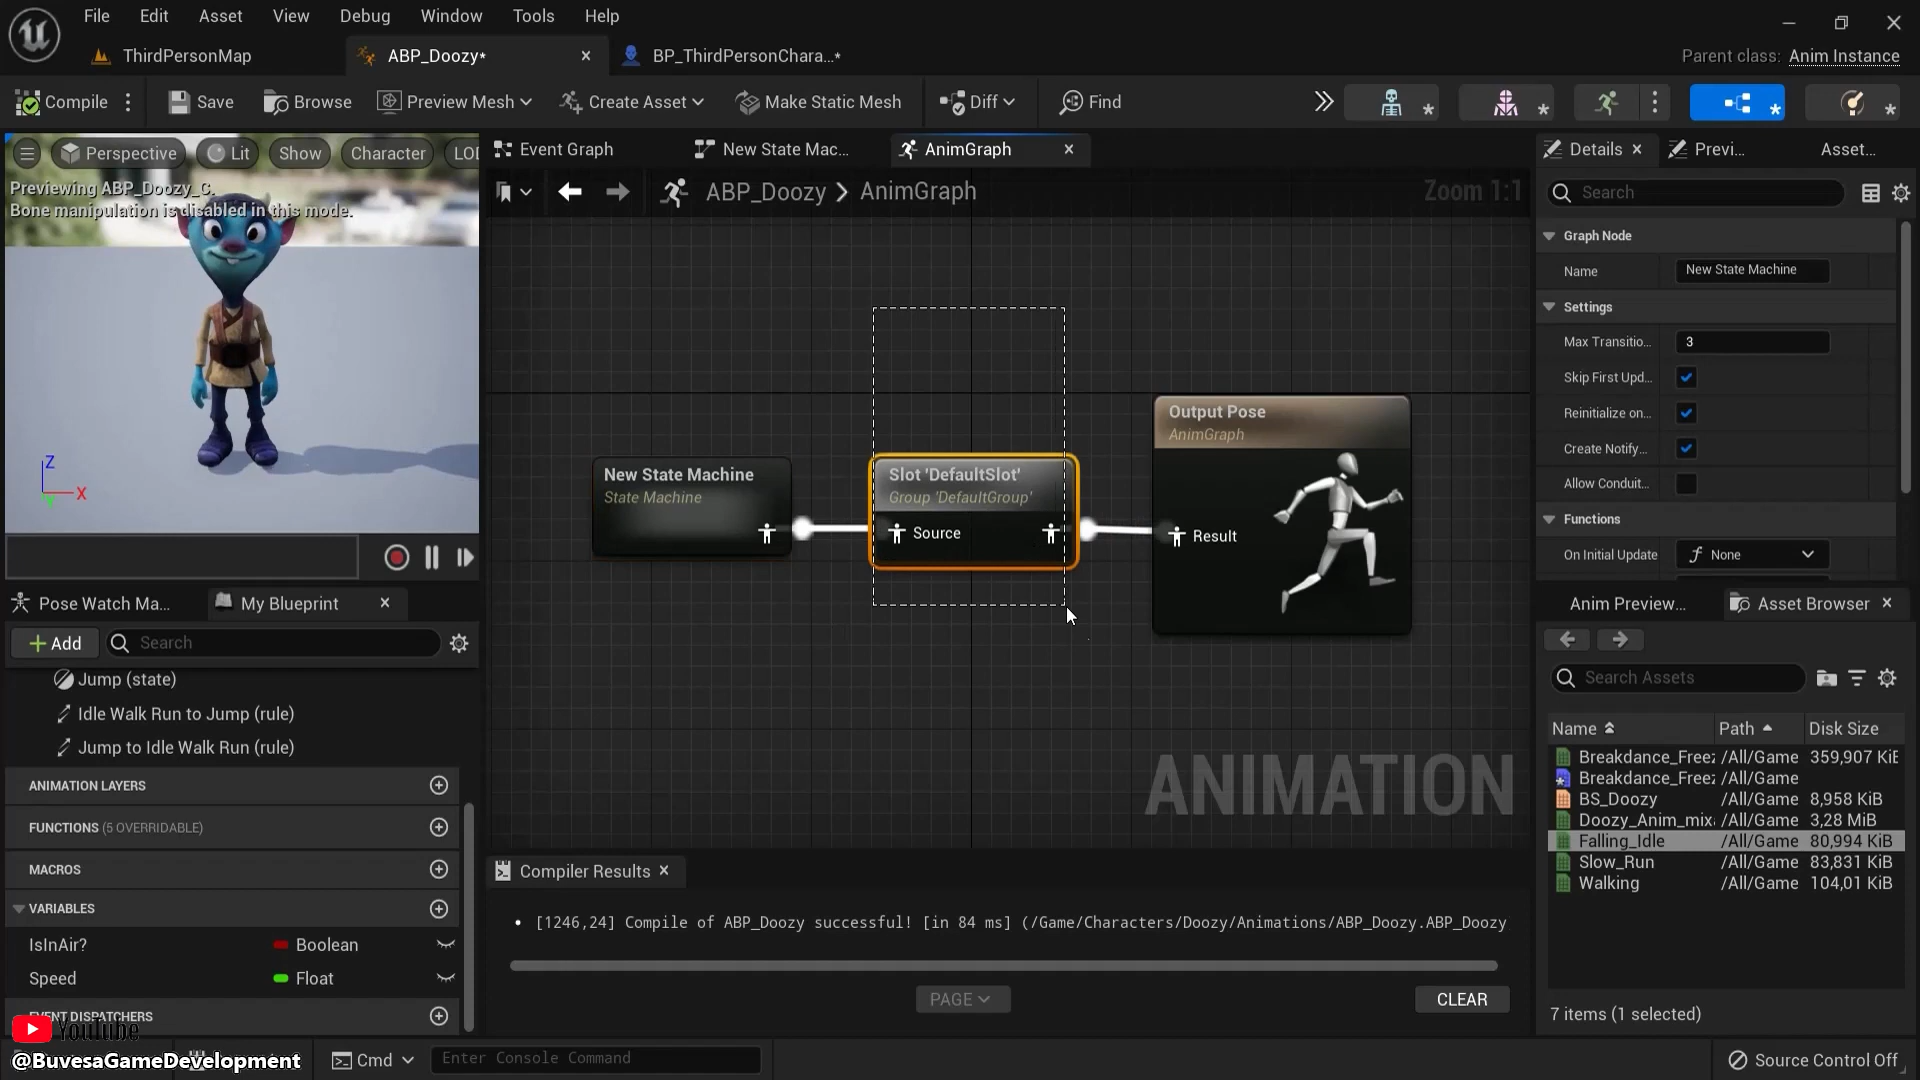 File Edit Asset View Debug Window Tools Help
ThirdPersonMap
ABP_Doozy*
BP_ThirdPersonChara...*
Parent class: Anim Instance
Compile
Save
Browse
Preview Mesh
Create Asset
Make Static Mesh
Diff
Find
Perspective
Lit
Show
Character
LO
Previewing ABP_Doozy_C.
Bone manipulation is disabled in this mode.
Z
X
Event Graph
New State Mac...
AnimGraph
ABP_Doozy > AnimGraph
Zoom 1:1
New State Machine
State Machine
Slot 'DefaultSlot'
Group 'DefaultGroup'
Source
Output Pose
AnimGraph
Result
ANIMATION
Details
Previ...
Asset...
Search
Graph Node
Name
New State Machine
Settings
Max Transitio...
3
Skip First Upd...
Reinitialize on...
Create Notify...
Allow Conduit...
Functions
On Initial Update
None
Pose Watch Ma...
My Blueprint
+ Add
Search
Jump (state)
Idle Walk Run to Jump (rule)
Jump to Idle Walk Run (rule)
ANIMATION LAYERS
FUNCTIONS (5 OVERRIDABLE)
MACROS
VARIABLES
IsInAir?
Boolean
Speed
Float
EVENT DISPATCHERS
YouTube
@BuvesaGameDevelopment
Compiler Results
• [1246,24] Compile of ABP_Doozy successful! [in 84 ms] (/Game/Characters/Doozy/Animations/ABP_Doozy.ABP_Doozy
PAGE
CLEAR
Cmd
Enter Console Command
Anim Preview...
Asset Browser
Search Assets
Name Path Disk Size
Breakdance_Freez /All/Game 359,907 KiB
Breakdance_Freez /All/Game
BS_Doozy /All/Game 8,958 KiB
Doozy_Anim_mix /All/Game 3,28 MiB
Falling_Idle /All/Game 80,994 KiB
Slow_Run /All/Game 83,831 KiB
Walking /All/Game 104,01 KiB
7 items (1 selected)
Source Control Off